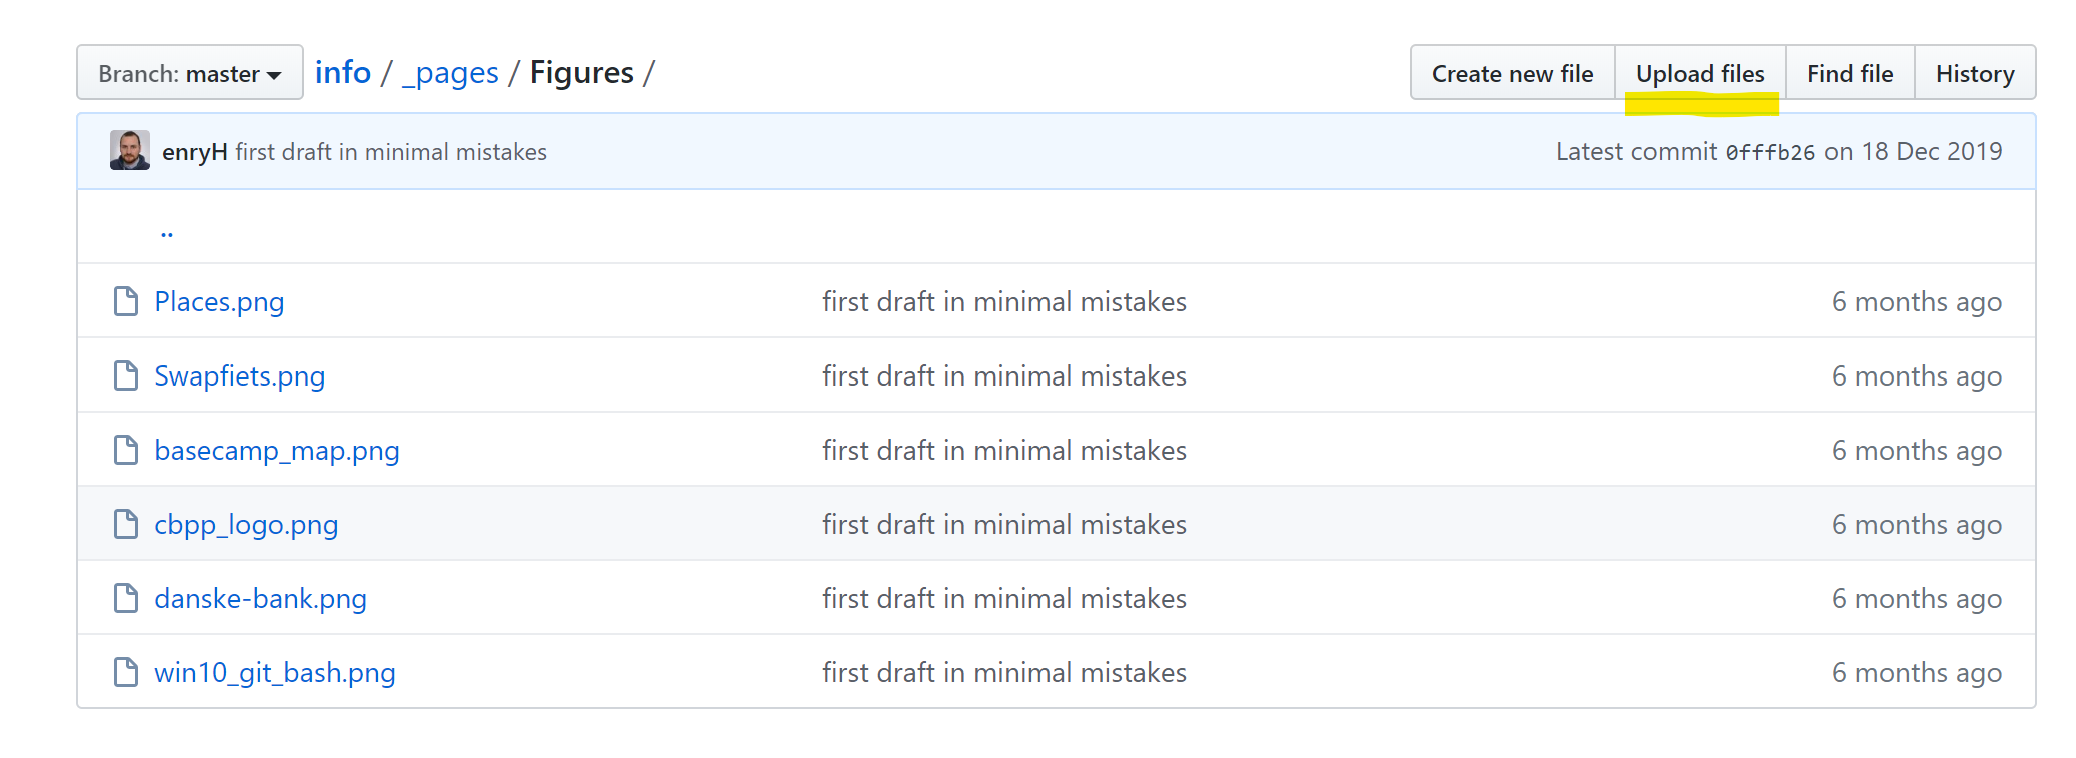 Branch: master info / _pages / Figures / Create new file Upload files Find file History
enryH first draft in minimal mistakes Latest commit 0fffb26 on 18 Dec 2019
..
Places.png first draft in minimal mistakes 6 months ago
Swapfiets.png first draft in minimal mistakes 6 months ago
basecamp_map.png first draft in minimal mistakes 6 months ago
cbpp_logo.png first draft in minimal mistakes 6 months ago
danske-bank.png first draft in minimal mistakes 6 months ago
win10_git_bash.png first draft in minimal mistakes 6 months ago